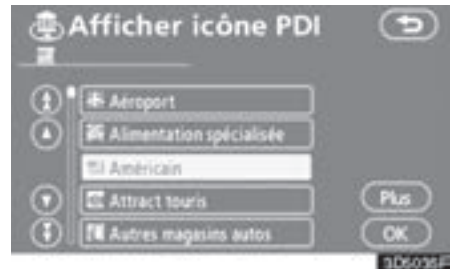 Afficher icône PDI
Aéroport
Alimentation spécialisée
Américain
Attract touris
Plus
Autres magasins autos
OK
3D5035F